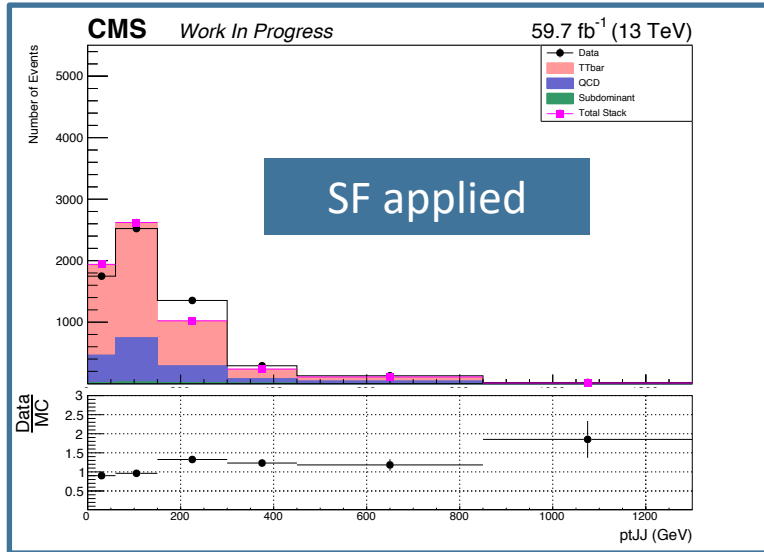 CMS Work In Progress 59.7 fb⁻¹ (13 TeV)
Number of Events
5000
4000
3000
2000
1000
Data
TTbar
QCD
Subdominant
Total Stack
SF applied
Data
MC
3
2.5
2
1.5
1
0.5
0 200 400 600 800 1000 1200
ptJJ (GeV)